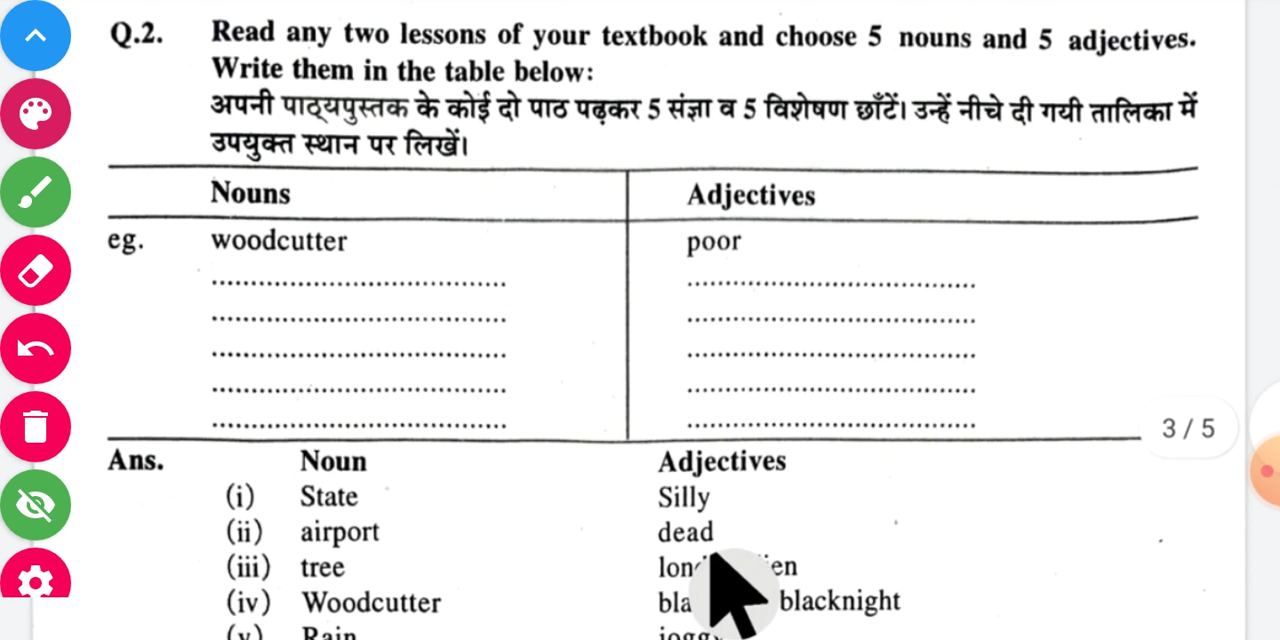 Q.2. Read any two lessons of your textbook and choose 5 nouns and 5 adjectives.
Write them in the table below:
अपनी पाठ्यपुस्तक के कोई दो पाठ पढ़कर 5 संज्ञा व 5 विशेषण छाँटें। उन्हें नीचे दी गयी तालिका में
उपयुक्त स्थान पर लिखें।
Nouns Adjectives
eg. woodcutter poor
3 / 5
Ans. Noun Adjectives
(i) State Silly
(ii) airport dead
(iii) tree
(iv) Woodcutter blacknight
(v) Rain